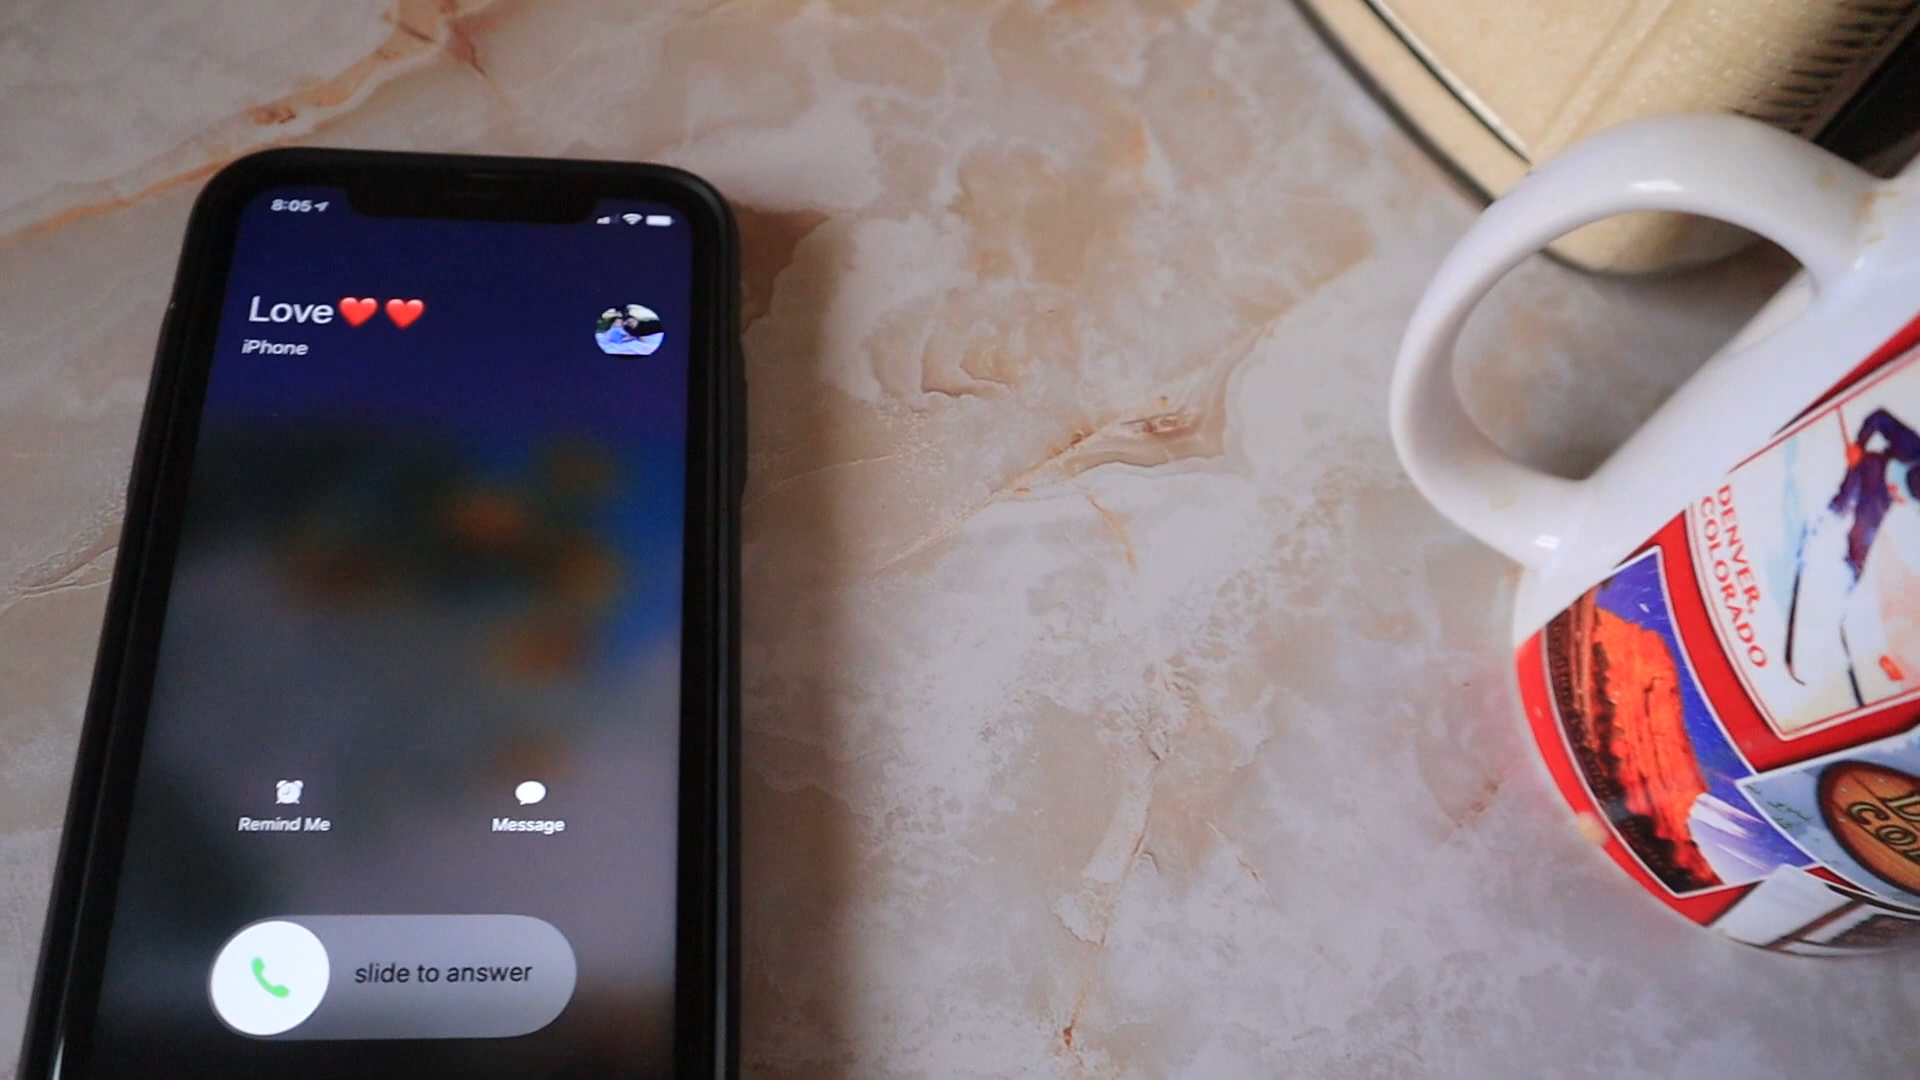 8:05
Love❤️❤️
iPhone
Remind Me
Message
slide to answer
DENVER,
COLORADO